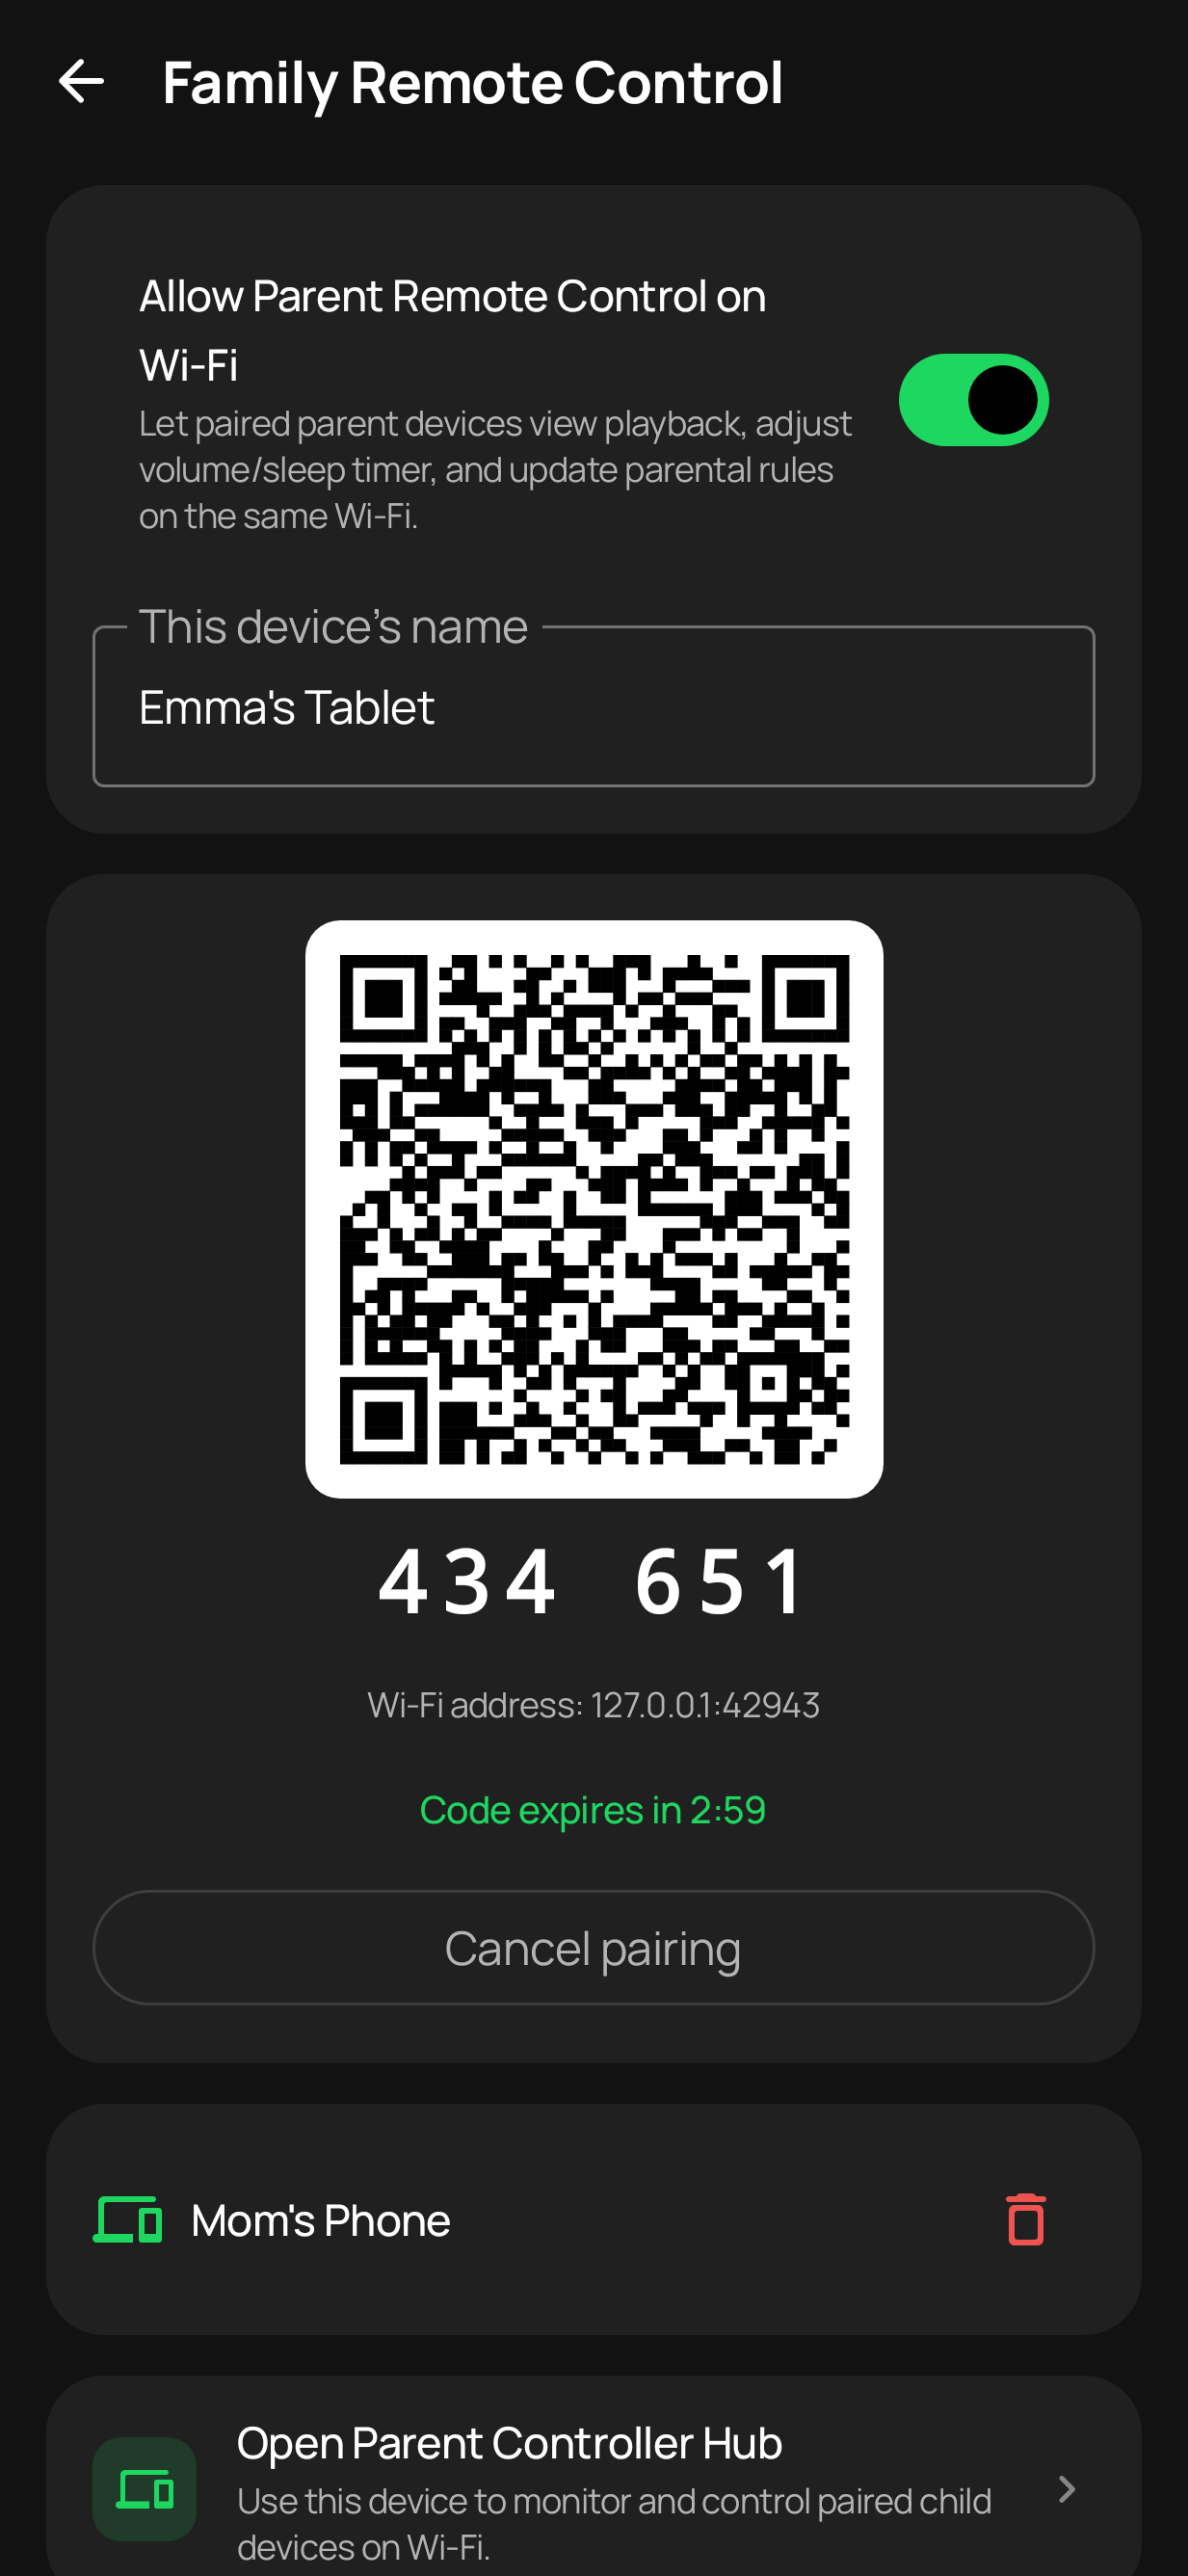 Family Remote Control
Allow Parent Remote Control on
Wi-Fi
Let paired parent devices view playback, adjust
volume/sleep timer, and update parental rules
on the same Wi-Fi.
This device's name
Emma's Tablet
434 651
Wi-Fi address: 127.0.0.1:42943
Code expires in 2:59
Cancel pairing
Mom's Phone
Open Parent Controller Hub
Use this device to monitor and control paired child
devices on Wi-Fi.